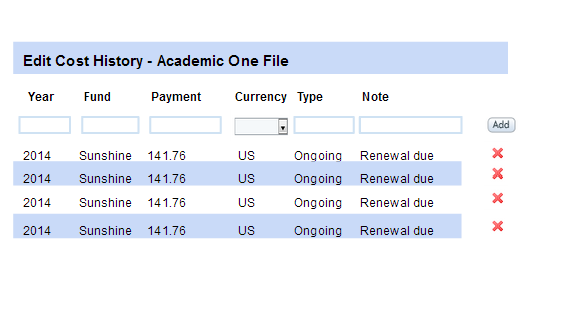 Edit Cost History - Academic One File
Year Fund Payment Currency Type Note
Add
2014 Sunshine 141.76 US Ongoing Renewal due
2014 Sunshine 141.76 US Ongoing Renewal due
2014 Sunshine 141.76 US Ongoing Renewal due
2014 Sunshine 141.76 US Ongoing Renewal due